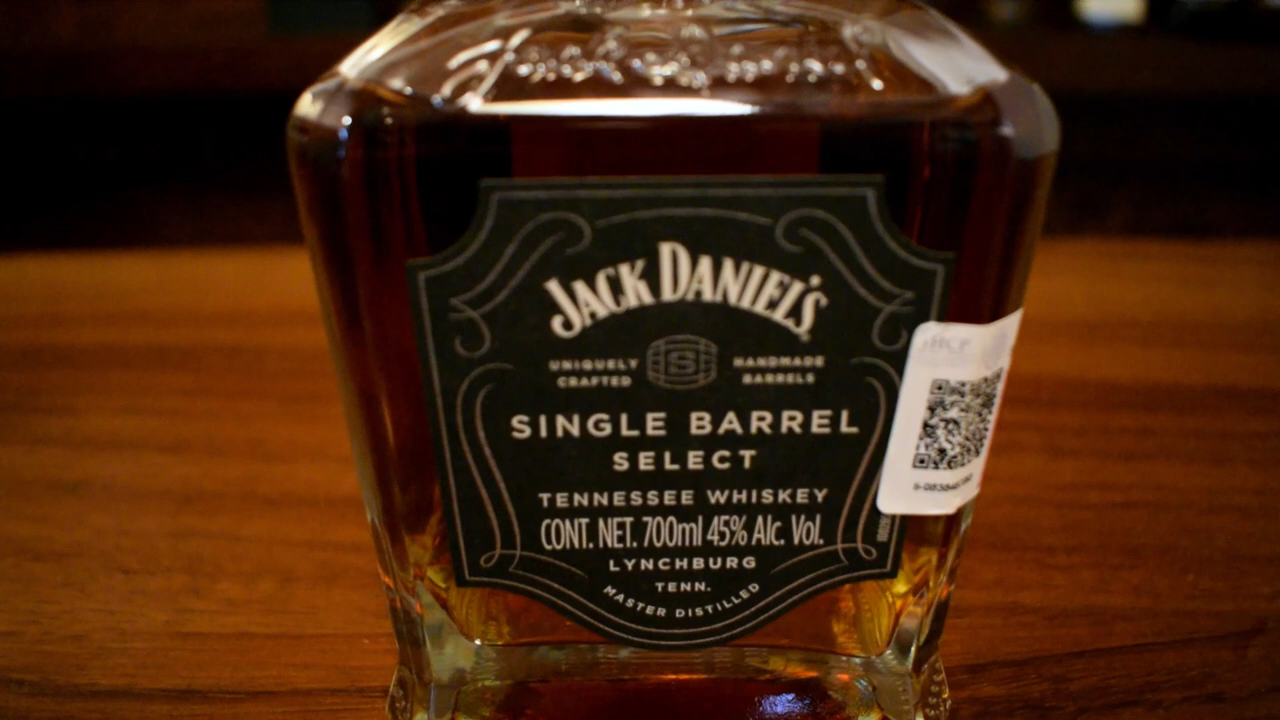 JACK DANIEL'S
UNIQUELY CRAFTED
S
HANDMADE BARRELS
SINGLE BARREL
SELECT
TENNESSEE WHISKEY
CONT. NET. 700ml 45% Alc. Vol.
LYNCHBURG
TENN.
MASTER DISTILLED